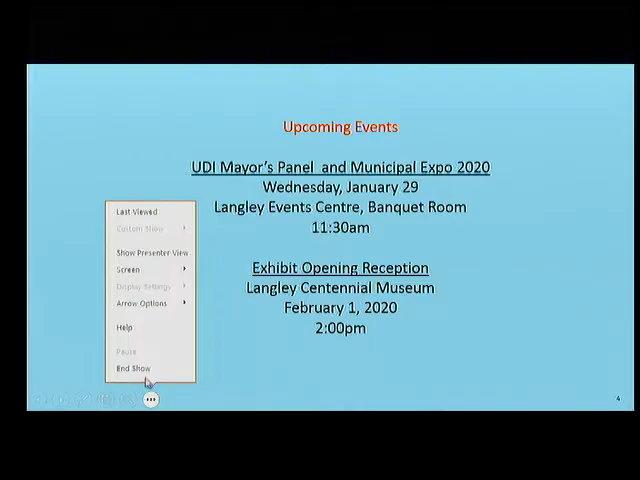 Upcoming Events
UDI Mayor's Panel and Municipal Expo 2020
Wednesday, January 29
Langley Events Centre, Banquet Room
11:30am
Exhibit Opening Reception
Langley Centennial Museum
February 1, 2020
2:00pm
Last Viewed
Custom Show
Show Presenter View
Screen
Display Settings
Arrow Options
Help
Pause
End Show
4